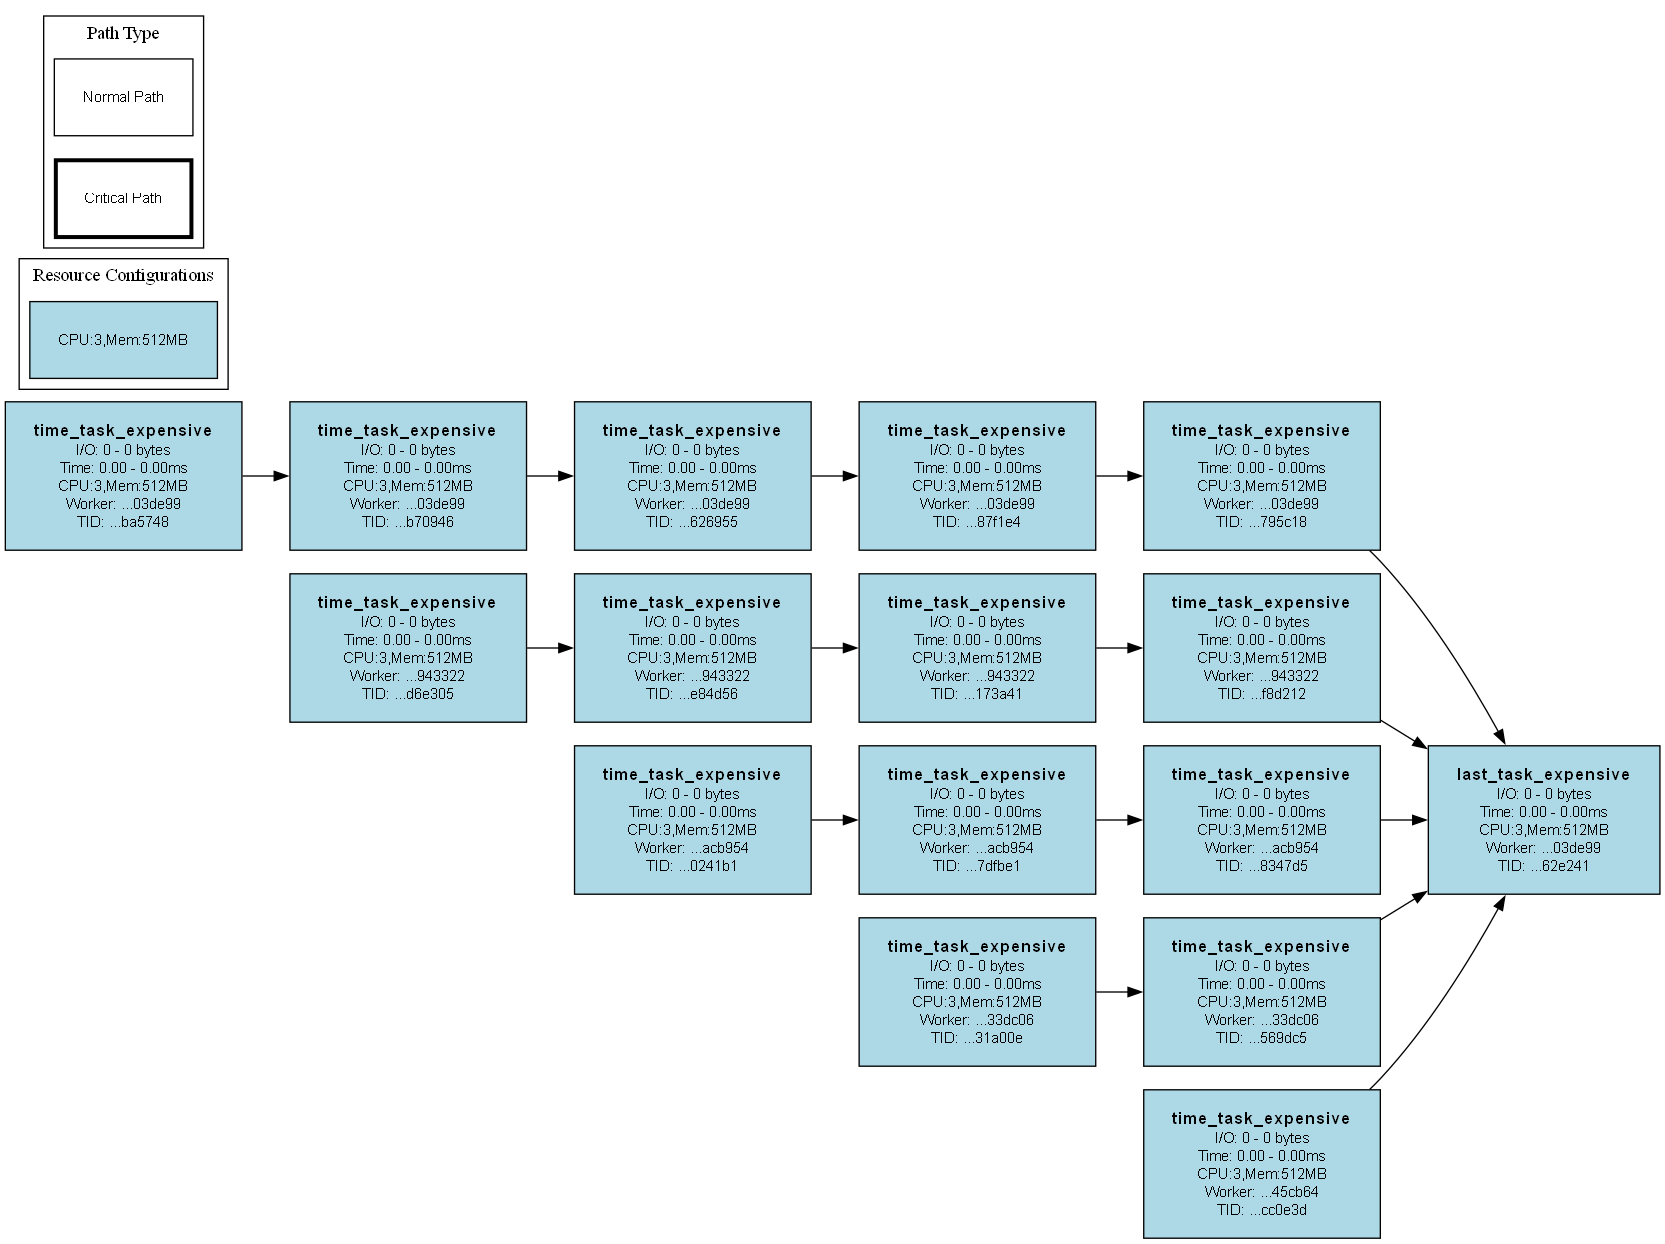 Path Type
Normal Path
Critical Path
Resource Configurations
CPU:3,Mem:512MB
time_task_expensive
I/O: 0 - 0 bytes
Time: 0.00 - 0.00ms
CPU:3,Mem:512MB
Worker: ...03de99
TID: ...ba5748
time_task_expensive
I/O: 0 - 0 bytes
Time: 0.00 - 0.00ms
CPU:3,Mem:512MB
Worker: ...03de99
TID: ...b70946
time_task_expensive
I/O: 0 - 0 bytes
Time: 0.00 - 0.00ms
CPU:3,Mem:512MB
Worker: ...03de99
TID: ...626955
time_task_expensive
I/O: 0 - 0 bytes
Time: 0.00 - 0.00ms
CPU:3,Mem:512MB
Worker: ...03de99
TID: ...87f1e4
time_task_expensive
I/O: 0 - 0 bytes
Time: 0.00 - 0.00ms
CPU:3,Mem:512MB
Worker: ...03de99
TID: ...795c18
time_task_expensive
I/O: 0 - 0 bytes
Time: 0.00 - 0.00ms
CPU:3,Mem:512MB
Worker: ...943322
TID: ...d6e305
time_task_expensive
I/O: 0 - 0 bytes
Time: 0.00 - 0.00ms
CPU:3,Mem:512MB
Worker: ...943322
TID: ...e84d56
time_task_expensive
I/O: 0 - 0 bytes
Time: 0.00 - 0.00ms
CPU:3,Mem:512MB
Worker: ...943322
TID: ...173a41
time_task_expensive
I/O: 0 - 0 bytes
Time: 0.00 - 0.00ms
CPU:3,Mem:512MB
Worker: ...943322
TID: ...f8d212
time_task_expensive
I/O: 0 - 0 bytes
Time: 0.00 - 0.00ms
CPU:3,Mem:512MB
Worker: ...acb954
TID: ...0241b1
time_task_expensive
I/O: 0 - 0 bytes
Time: 0.00 - 0.00ms
CPU:3,Mem:512MB
Worker: ...acb954
TID: ...7dfbe1
time_task_expensive
I/O: 0 - 0 bytes
Time: 0.00 - 0.00ms
CPU:3,Mem:512MB
Worker: ...acb954
TID: ...8347d5
last_task_expensive
I/O: 0 - 0 bytes
Time: 0.00 - 0.00ms
CPU:3,Mem:512MB
Worker: ...03de99
TID: ...62e241
time_task_expensive
I/O: 0 - 0 bytes
Time: 0.00 - 0.00ms
CPU:3,Mem:512MB
Worker: ...33dc06
TID: ...31a00e
time_task_expensive
I/O: 0 - 0 bytes
Time: 0.00 - 0.00ms
CPU:3,Mem:512MB
Worker: ...33dc06
TID: ...569dc5
time_task_expensive
I/O: 0 - 0 bytes
Time: 0.00 - 0.00ms
CPU:3,Mem:512MB
Worker: ...45cb64
TID: ...cc0e3d